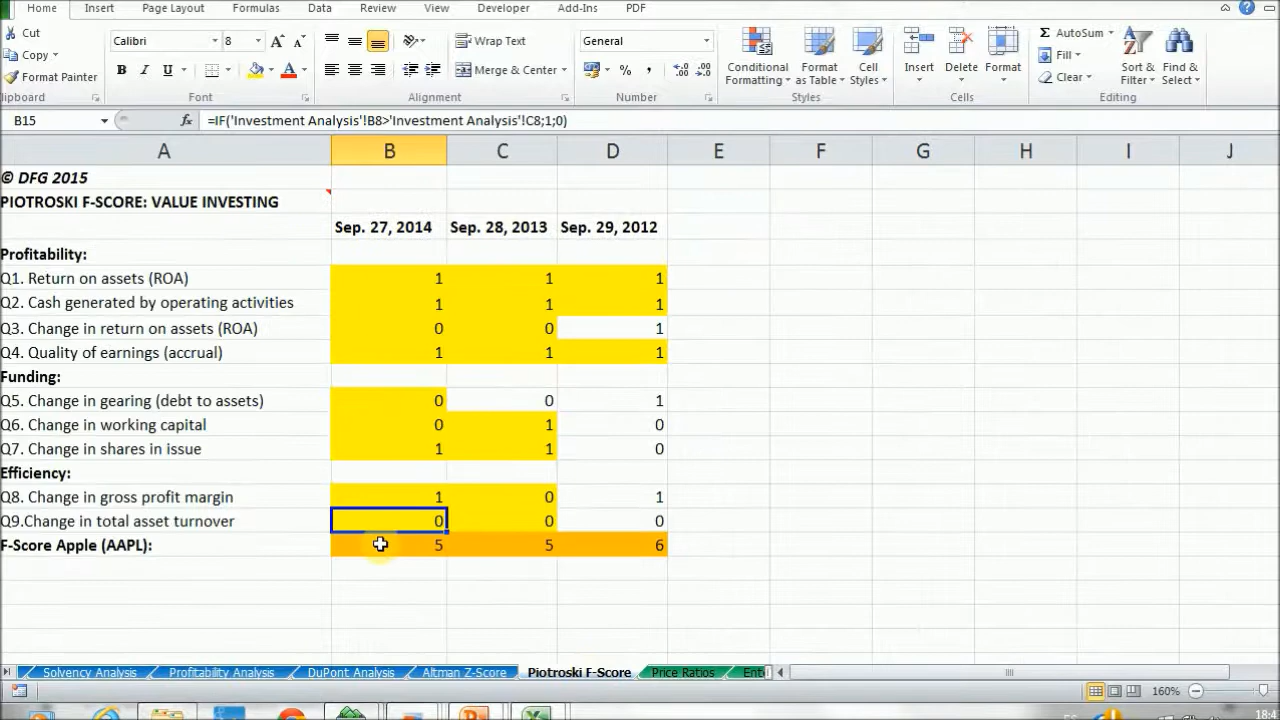 Home Insert Page Layout Formulas Data Review View Developer Add-Ins PDF
Cut Calibri 8 Wrap Text General AutoSum
Copy Fill
Format Painter B I U Merge & Center % , Conditional Formatting Format as Table Cell Styles Insert Delete Format Clear Sort & Filter Find & Select
lipboard Font Alignment Number Styles Cells Editing
B15 fx =IF('Investment Analysis'!B8>'Investment Analysis'!C8;1;0)
A B C D E F G H I J
© DFG 2015
PIOTROSKI F-SCORE: VALUE INVESTING
Sep. 27, 2014 Sep. 28, 2013 Sep. 29, 2012
Profitability:
Q1. Return on assets (ROA) 1 1 1
Q2. Cash generated by operating activities 1 1 1
Q3. Change in return on assets (ROA) 0 0 1
Q4. Quality of earnings (accrual) 1 1 1
Funding:
Q5. Change in gearing (debt to assets) 0 0 1
Q6. Change in working capital 0 1 0
Q7. Change in shares in issue 1 1 0
Efficiency:
Q8. Change in gross profit margin 1 0 1
Q9.Change in total asset turnover 0 0 0
F-Score Apple (AAPL): 5 5 6
Solvency Analysis Profitability Analysis DuPont Analysis Altman Z-Score Piotroski F-Score Price Ratios Ent
160%